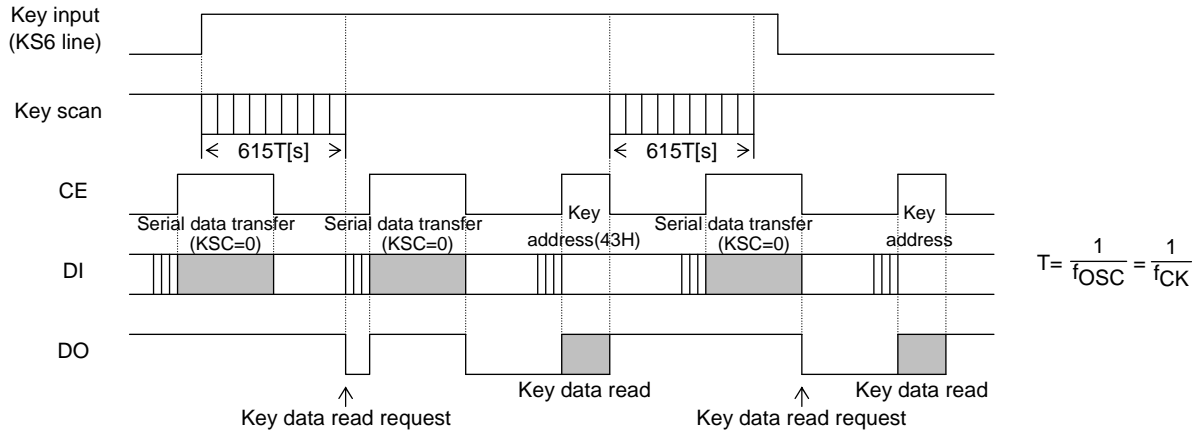 Key input
(KS6 line)
Key scan
615T[s]
615T[s]
CE
Serial data transfer
(KSC=0)
Serial data transfer
(KSC=0)
Key
address(43H)
Serial data transfer
(KSC=0)
Key
address
DI
T= 1/fOSC = 1/fCK
DO
Key data read
Key data read
Key data read request
Key data read request